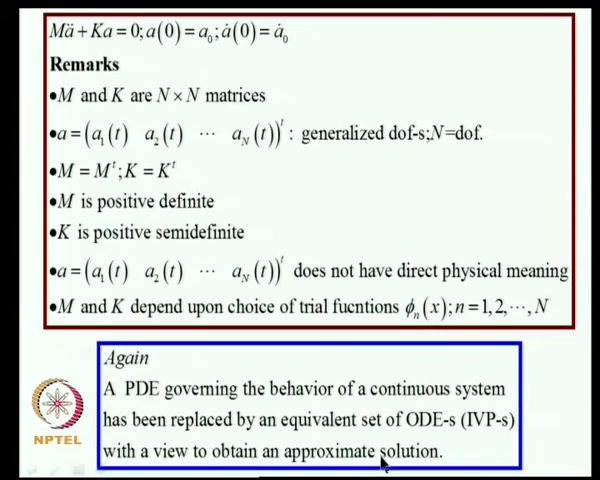 Mä + Ka = 0; a(0) = a₀; ȧ(0) = ȧ₀
Remarks
•M and K are N × N matrices
•a = (a₁(t) a₂(t) ⋯ a_N(t))ᵗ : generalized dof-s; N=dof.
•M = Mᵗ; K = Kᵗ
•M is positive definite
•K is positive semidefinite
•a = (a₁(t) a₂(t) ⋯ a_N(t))ᵗ does not have direct physical meaning
•M and K depend upon choice of trial fucntions ϕₙ(x); n = 1, 2, ⋯, N
Again
A PDE governing the behavior of a continuous system
has been replaced by an equivalent set of ODE-s (IVP-s)
with a view to obtain an approximate solution.
NPTEL